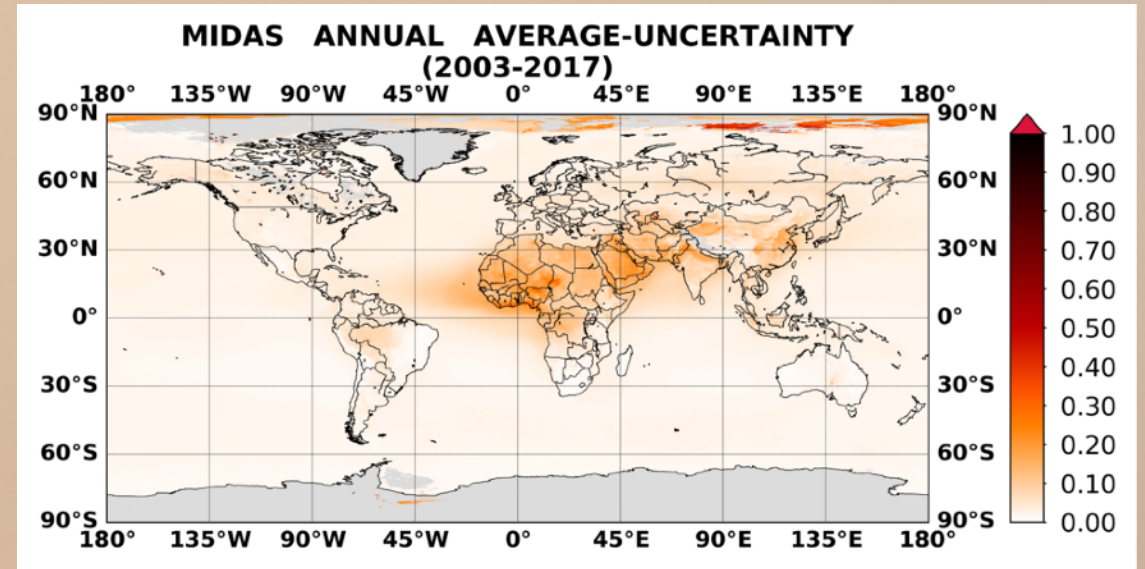 MIDAS ANNUAL AVERAGE-UNCERTAINTY
(2003-2017)
180° 135°W 90°W 45°W 0° 45°E 90°E 135°E 180°
90°N 90°N
1.00
0.90
60°N 60°N
0.80
30°N 30°N
0.70
0.60
0° 0°
0.50
0.40
30°S 30°S
0.30
60°S 60°S
0.20
0.10
90°S 90°S
0.00
180° 135°W 90°W 45°W 0° 45°E 90°E 135°E 180°